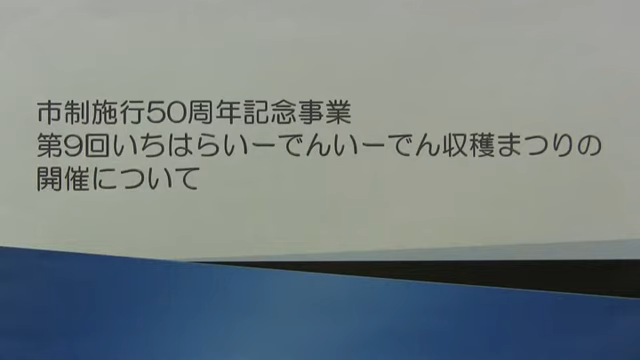 市制施行50周年記念事業
第9回いちはらいーでんいーでん収穫まつりの
開催について